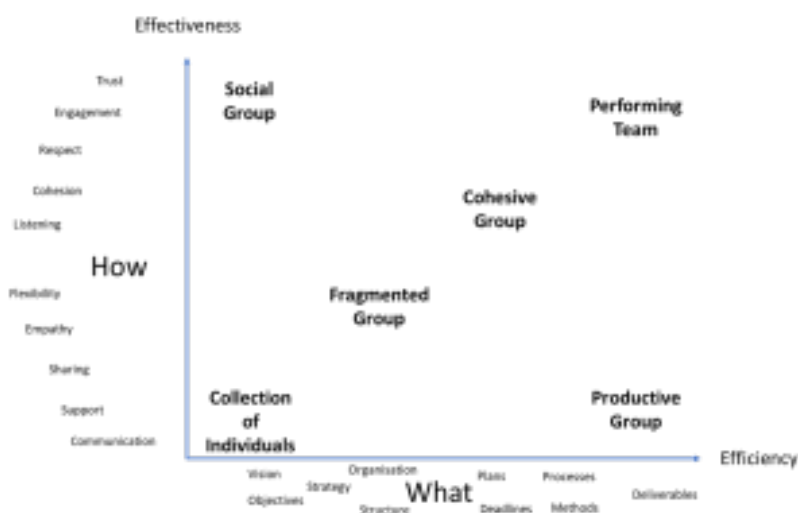 Effectiveness
Trust
Engagement
Respect
Cohesion
Listening
How
Flexibility
Empathy
Sharing
Support
Communication
Social
Group
Performing
Team
Cohesive
Group
Fragmented
Group
Collection
of
Individuals
Productive
Group
Efficiency
Vision
Organisation
Plans
Processes
Strategy
What
Deliverables
Objectives
Structure
Deadlines
Methods